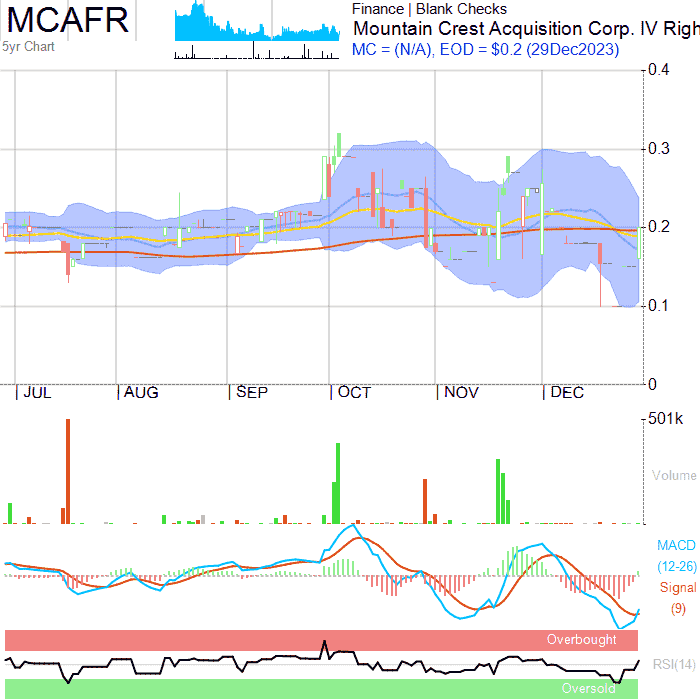 MCAFR
5yr Chart
Finance | Blank Checks
Mountain Crest Acquisition Corp. IV Righ
MC = (N/A), EOD = $0.2 (29Dec2023)
0.4
0.3
0.2
0.1
0
JUL AUG SEP OCT NOV DEC
501k
Volume
MACD
(12-26)
Signal
(9)
Overbought
RSI(14)
Oversold